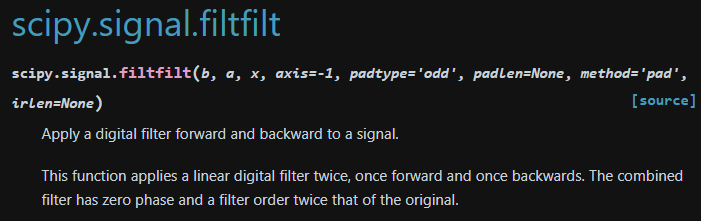 scipy.signal.filtfilt
scipy.signal.filtfilt(b, a, x, axis=-1, padtype='odd', padlen=None, method='pad',
irlen=None) [source]
Apply a digital filter forward and backward to a signal.
This function applies a linear digital filter twice, once forward and once backwards. The combined
filter has zero phase and a filter order twice that of the original.